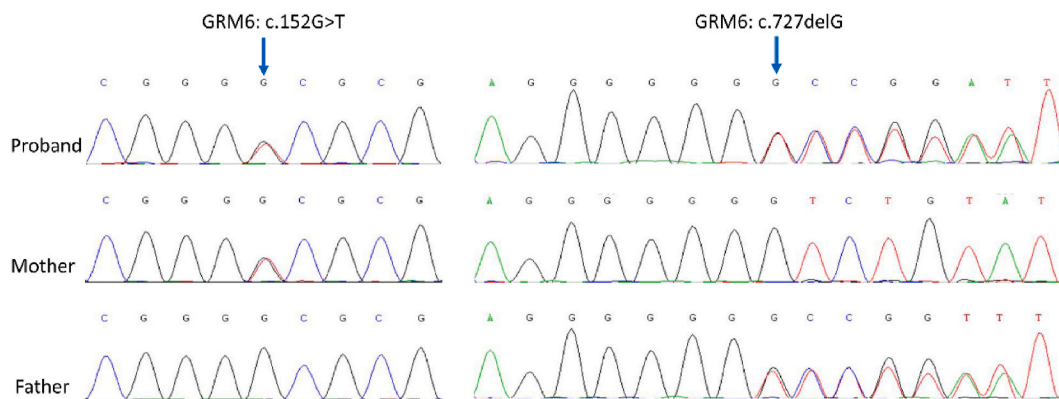 GRM6: c.152G>T
GRM6: c.727delG
C G G G G C G C G
A G G G G G G G C C G G A T T
Proband
C G G G G C G C G
A G G G G G G G T C T G T A T
Mother
C G G G G C G C G
A G G G G G G G C C G G T T T
Father